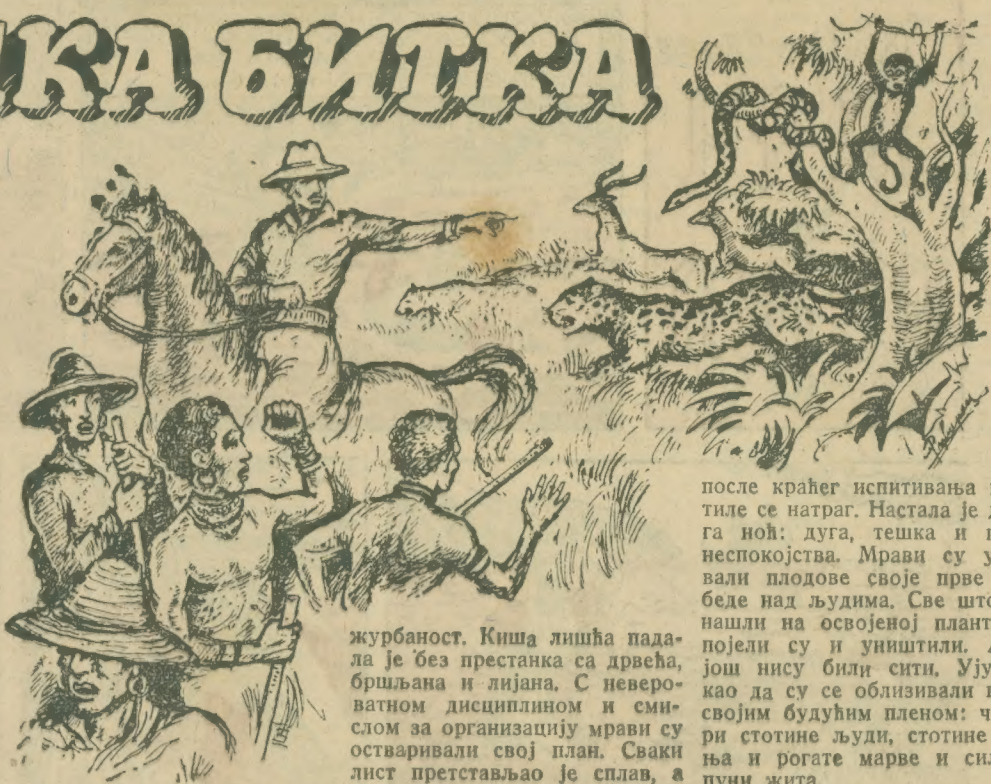 КА БИТКА
журбаност. Киша лишћа пада-
ла је без престанка са дрвећа,
бршљана и лијана. С неверо-
ватном дисциплином и сми-
слом за организацију мрави су
остваривали свој план. Сваки
лист претстављао је сплав, а
после краћег испитивања
тиле се натраг. Настала је
га ноћ: дуга, тешка и
неспокојства. Мрави су
вали плодове своје прве
беде над људима. Све што
нашли на освојеној плант
појели су и уништили.
још нису били сити. Ују
као да су се облизивали
својим будућим пленом:
ри стотине људи, стотине
ња и рогате марве и
пуни жита.